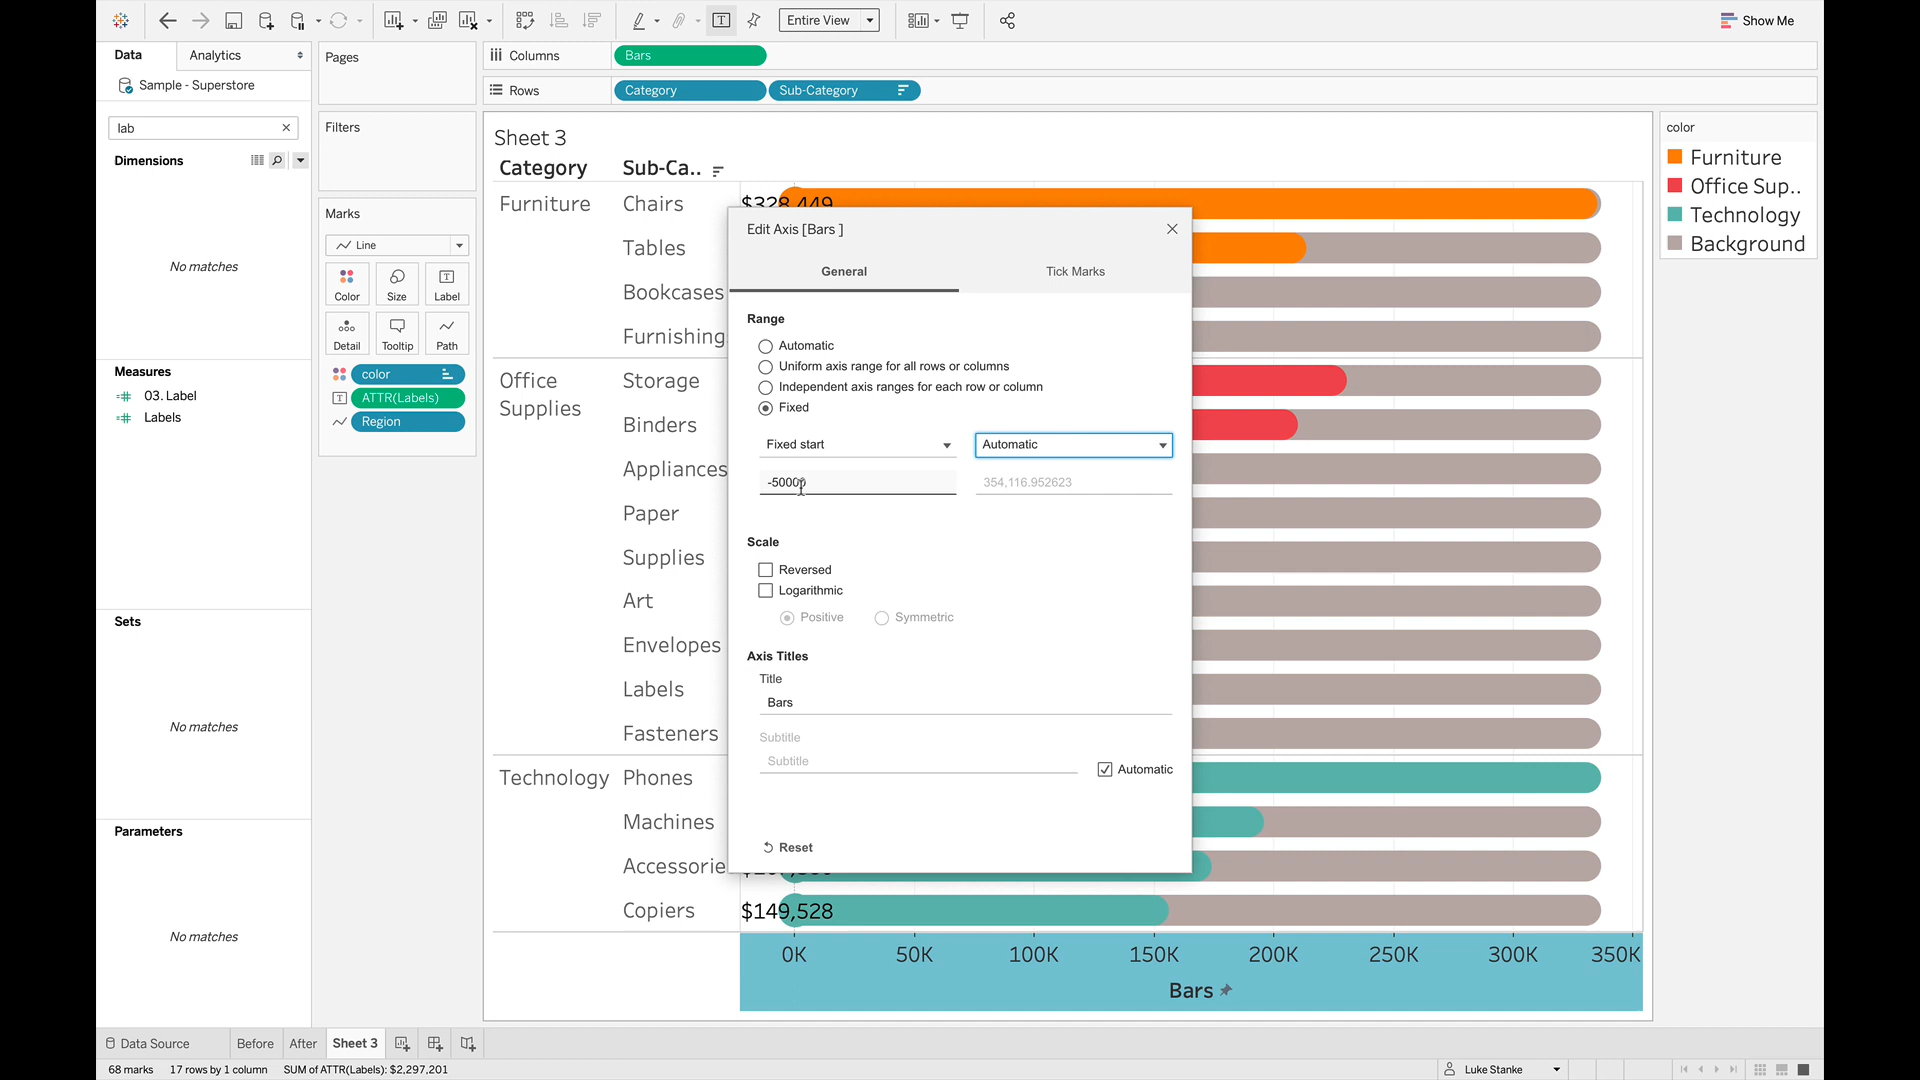 Entire View
Show Me
Data
Analytics
Pages
Columns
Bars
Sample - Superstore
Rows
Category
Sub-Category
lab
Filters
Dimensions
Sheet 3
Category
Sub-Ca..
color
Furniture
Office Sup..
Technology
Background
No matches
Marks
Line
Color
Size
Label
Detail
Tooltip
Path
color
ATTR(Labels)
Region
Measures
03. Label
Labels
Sets
No matches
Parameters
No matches
Furniture
Chairs
$328,449
Tables
Bookcases
Furnishing
Office
Supplies
Storage
Binders
Appliances
Paper
Supplies
Art
Envelopes
Labels
Fasteners
Technology
Phones
Machines
Accessorie
Copiers
$149,528
0K
50K
100K
150K
200K
250K
300K
350K
Bars
Edit Axis [Bars ]
General
Tick Marks
Range
Automatic
Uniform axis range for all rows or columns
Independent axis ranges for each row or column
Fixed
Fixed start
Automatic
-50000
354,116.952623
Scale
Reversed
Logarithmic
Positive
Symmetric
Axis Titles
Title
Bars
Subtitle
Subtitle
Automatic
Reset
Data Source
Before
After
Sheet 3
68 marks
17 rows by 1 column
SUM of ATTR(Labels): $2,297,201
Luke Stanke